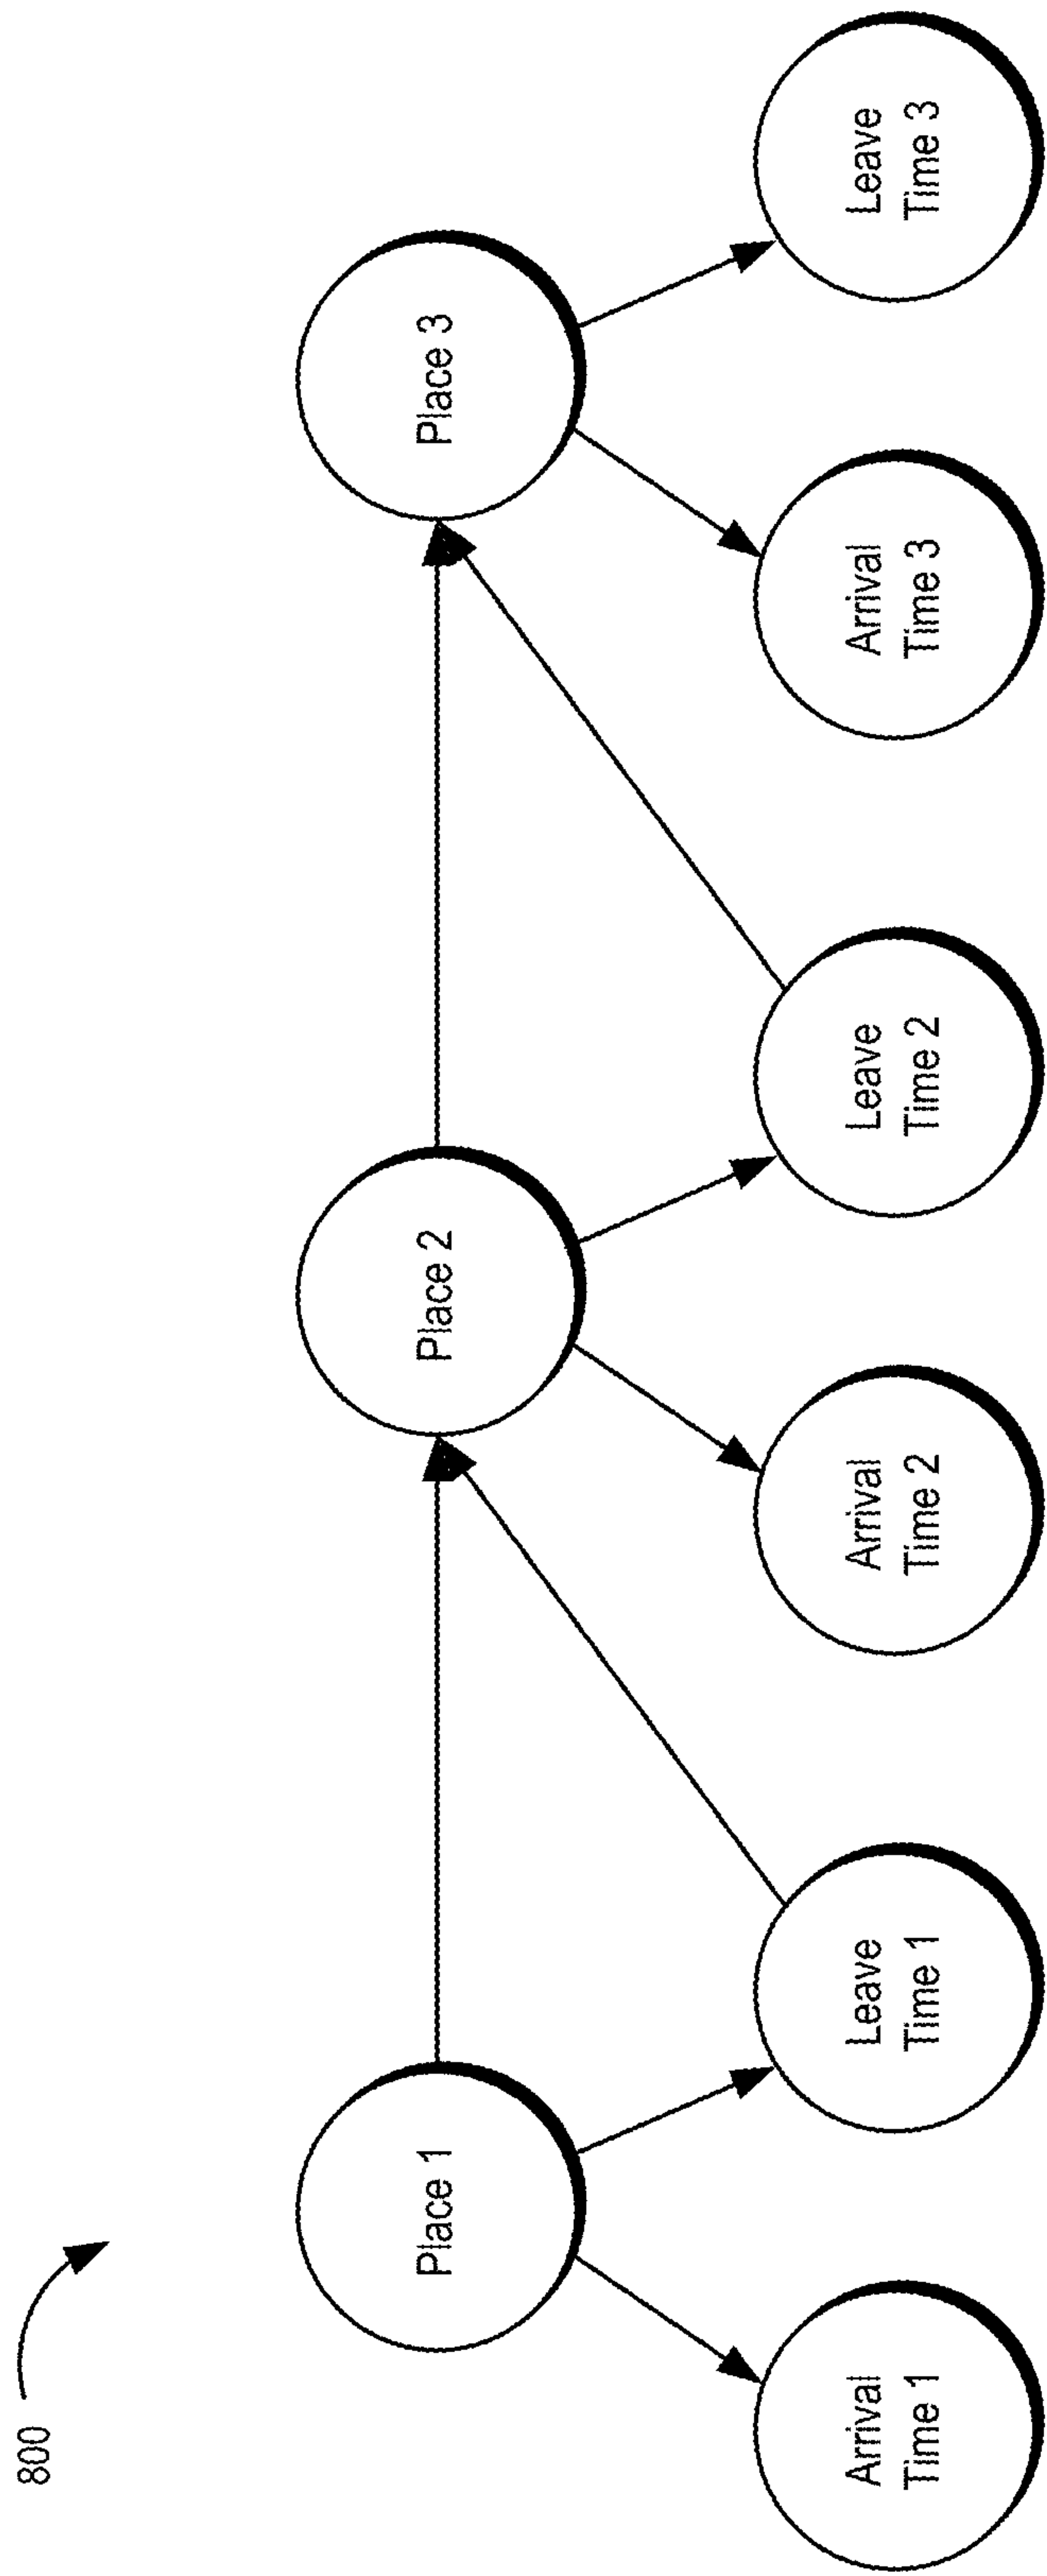 800
Place 1
Place 2
Place 3
Arrival
Time 1
Leave
Time 1
Arrival
Time 2
Leave
Time 2
Arrival
Time 3
Leave
Time 3